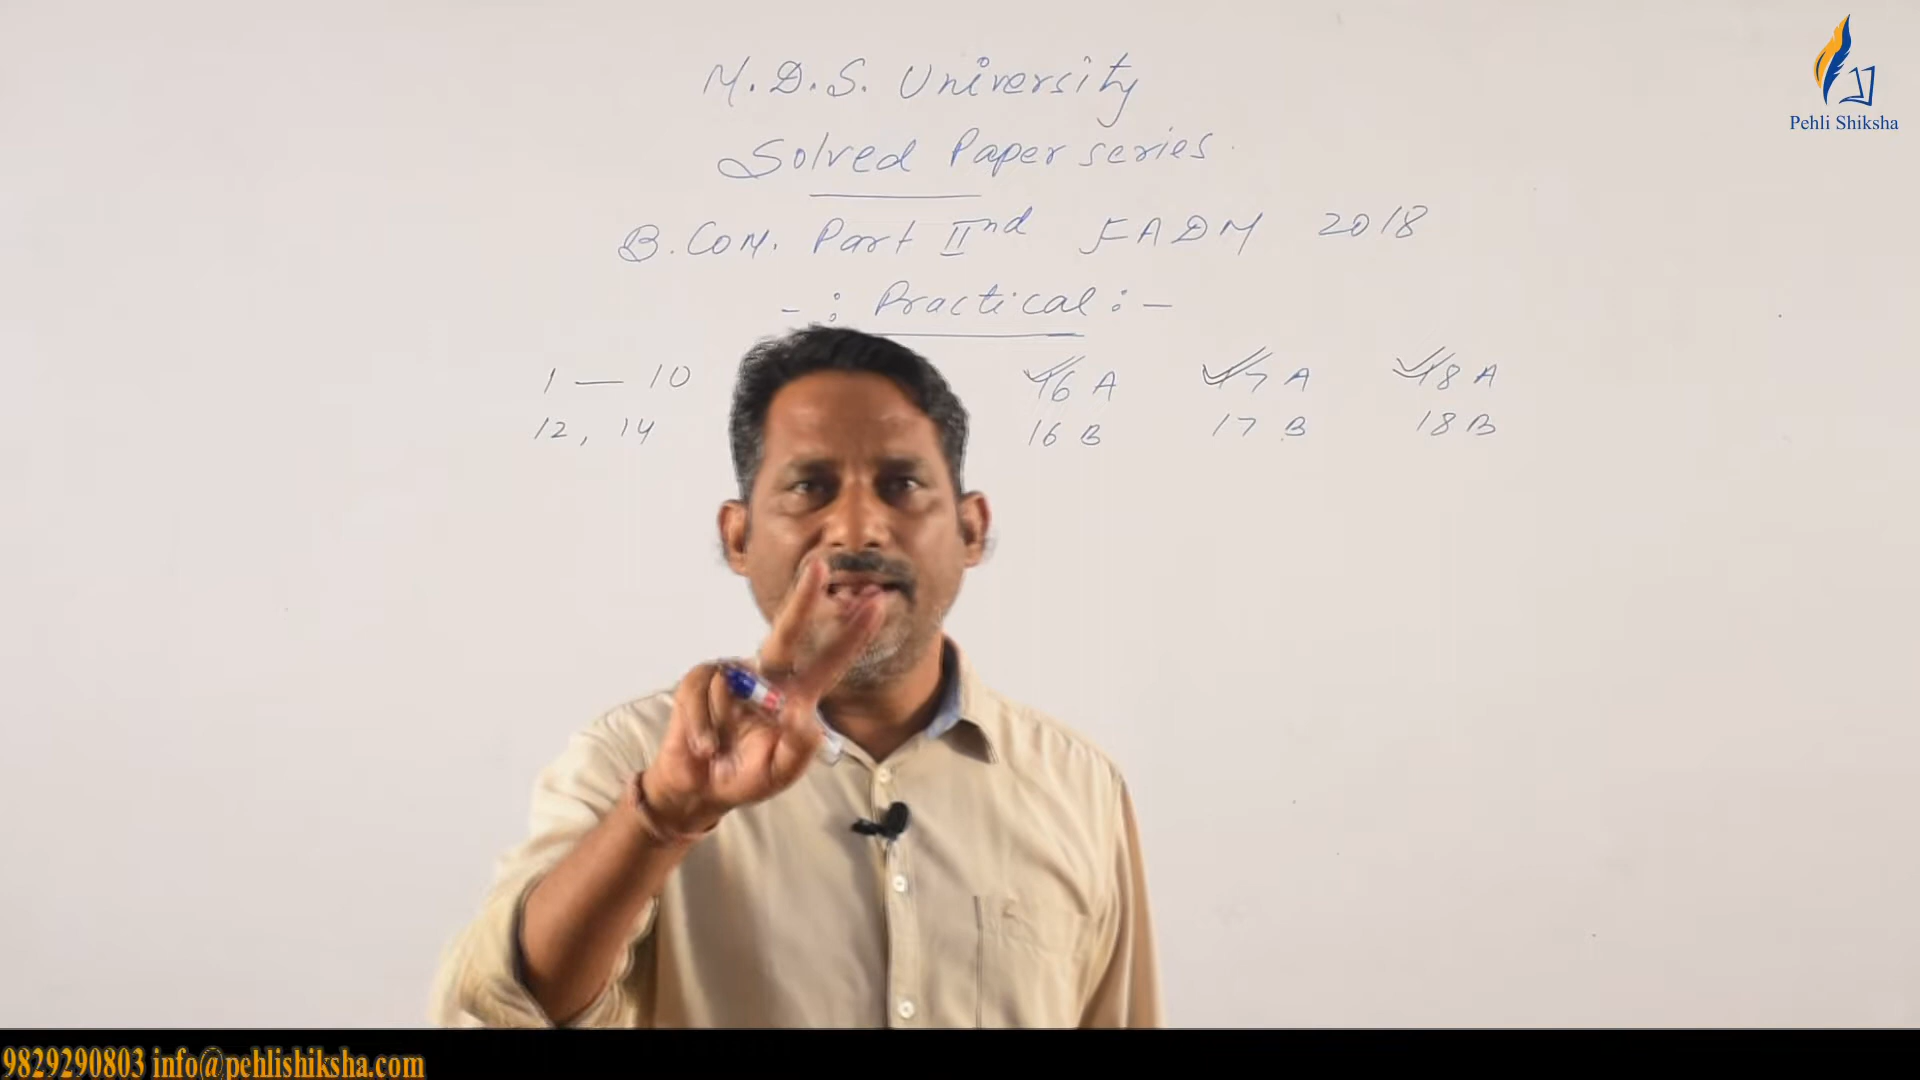 M.D.S. University
Solved Paper series.
B.COM. Part IInd FADM 2018
-: Practical :-
1 — 10 16 A 17 A 18 A
12, 14 16 B 17 B 18 B
Pehli Shiksha
9829290803 info@pehlishiksha.com